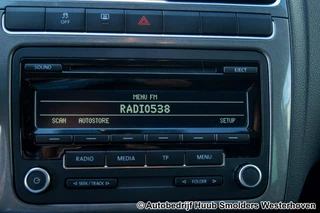 SOUND
EJECT
MENU FM
RADIO538
SCAN AUTOSTORE SETUP
RADIO MEDIA TP MENU
SEEK/TRACK FOLDER
© Autobedrijf Huub Smolders Westerhoven